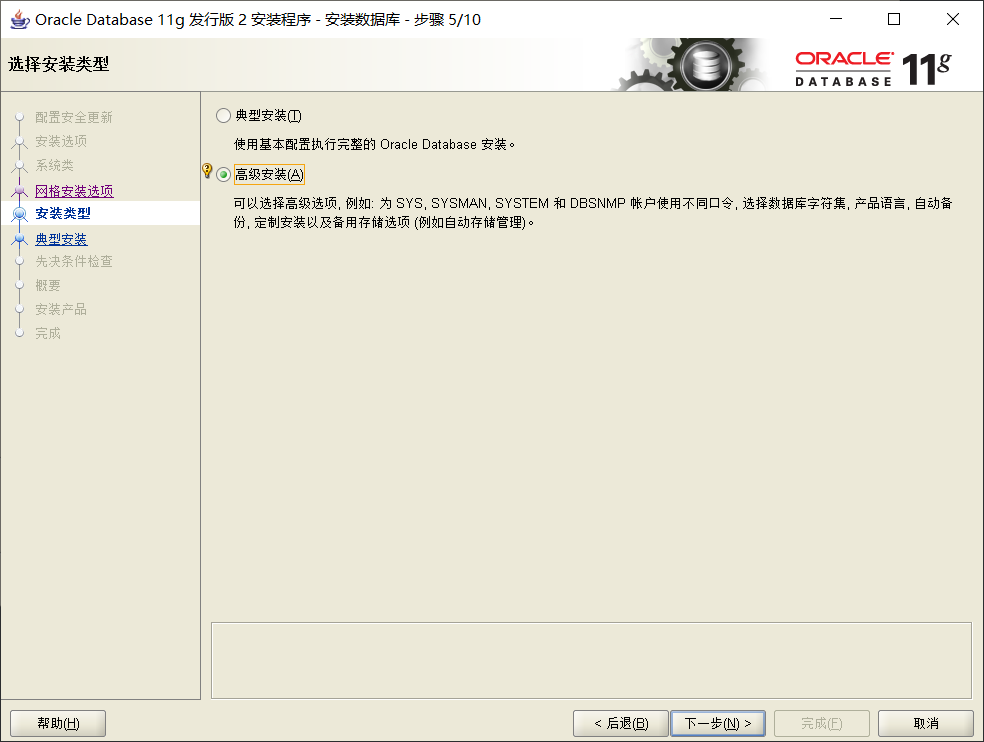 Oracle Database 11g 发行版 2 安装程序 - 安装数据库 - 步骤 5/10
选择安装类型
ORACLE
DATABASE 11g
配置安全更新
安装选项
系统类
网格安装选项
安装类型
典型安装
先决条件检查
概要
安装产品
完成
典型安装(T)
使用基本配置执行完整的 Oracle Database 安装。
高级安装(A)
可以选择高级选项, 例如: 为 SYS, SYSMAN, SYSTEM 和 DBSNMP 帐户使用不同口令, 选择数据库字符集, 产品语言, 自动备
份, 定制安装以及备用存储选项 (例如自动存储管理)。
帮助(H)
< 后退(B)
下一步(N) >
完成(F)
取消